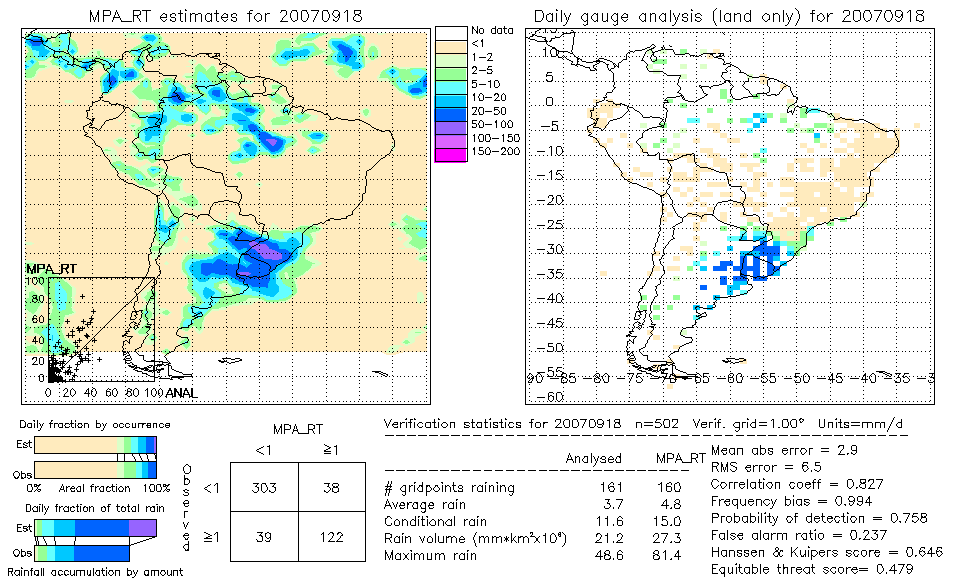 MPA_RT estimates for 20070918
Daily gauge analysis (land only) for 20070918
No data
<1
1-2
2-5
5-10
10-20
20-50
50-100
100-150
150-200
15
5
0
-5
-10
-15
-20
-25
-30
-35
-40
-45
-50
-55
-60
-90 -85 -80 -75 -70 -65 -60 -55 -50 -45 -40 -35 -3
MPA_RT
100
80
60
40
20
0
0 20 40 60 80 100 ANAL
Daily fraction by occurrence
Est
Obs
0% Areal fraction 100%
Daily fraction of total rain
Est
Obs
Rainfall accumulation by amount
MPA_RT
<1 ≧1
Observed
<1 303 38
≧1 39 122
Verification statistics for 20070918 n=502 Verif. grid=1.00° Units=mm/d
Analysed MPA_RT
# gridpoints raining 161 160
Average rain 3.7 4.8
Conditional rain 11.6 15.0
Rain volume (mm*km²x10⁶) 21.2 27.3
Maximum rain 48.6 81.4
Mean abs error = 2.9
RMS error = 6.5
Correlation coeff = 0.827
Frequency bias = 0.994
Probability of detection = 0.758
False alarm ratio = 0.237
Hanssen & Kuipers score = 0.646
Equitable threat score= 0.479